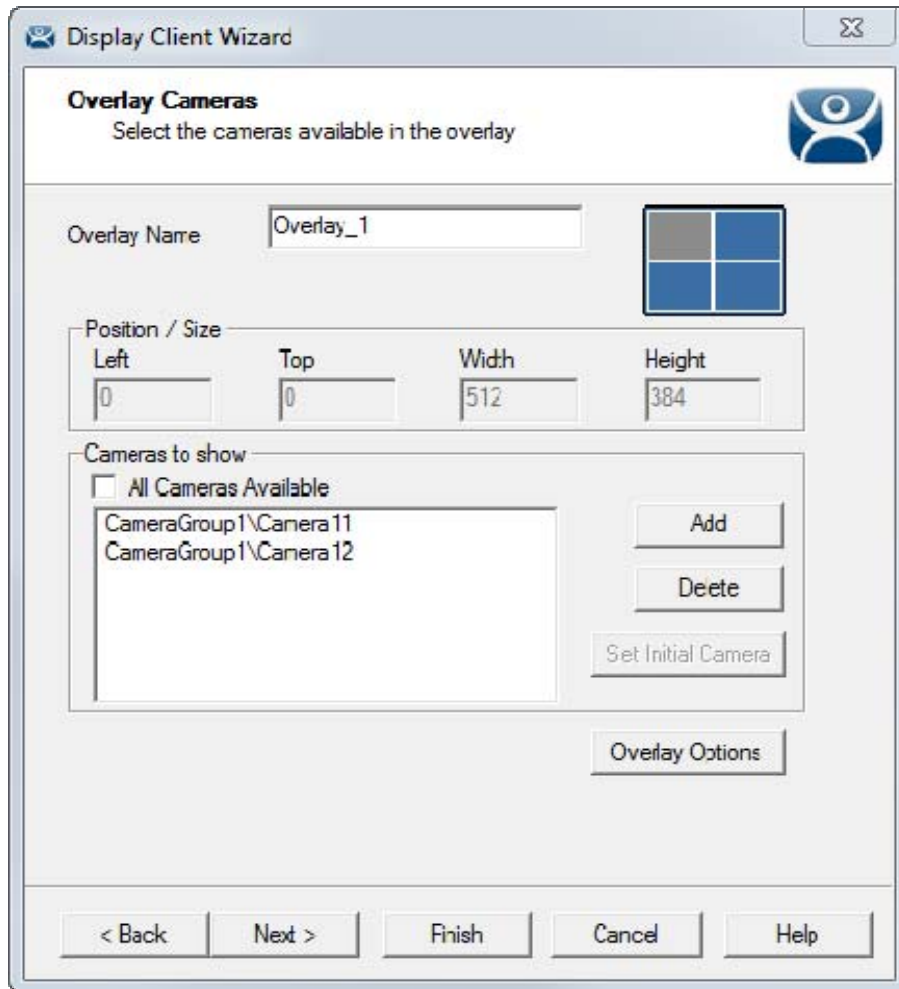 Display Client Wizard
Overlay Cameras
Select the cameras available in the overlay
Overlay Name
Overlay_1
Position / Size
Left Top Width Height
0 0 512 384
Cameras to show
All Cameras Available
CameraGroup1\Camera11
CameraGroup1\Camera12
Add
Delete
Set Initial Camera
Overlay Options
< Back Next > Finish Cancel Help